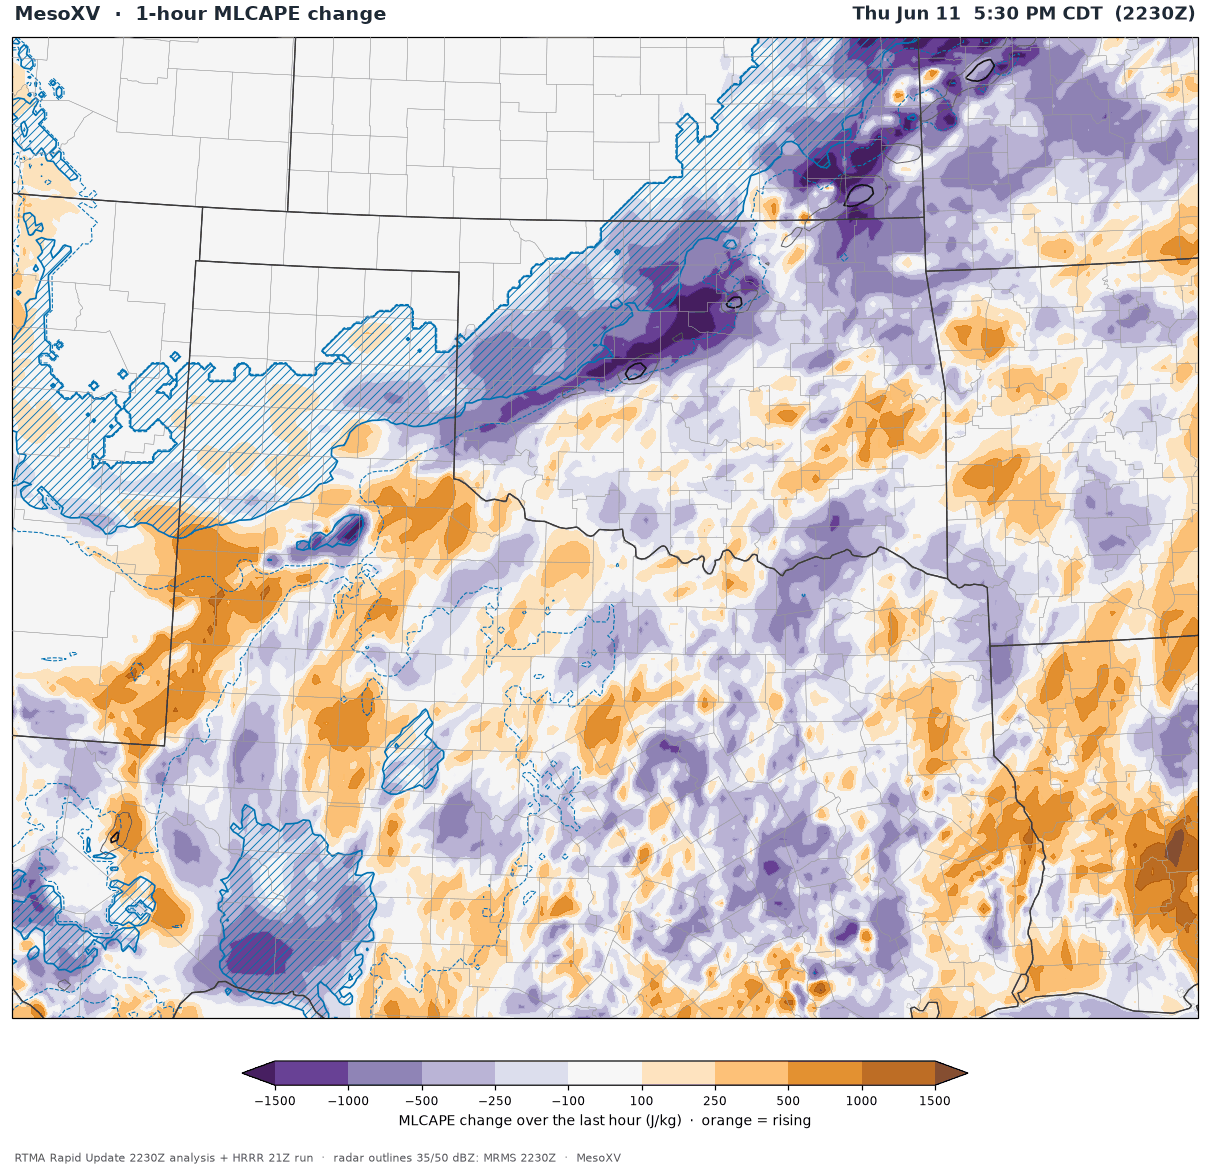 MesoXV · 1-hour MLCAPE change
Thu Jun 11 5:30 PM CDT (2230Z)
−1500 −1000 −500 −250 −100 100 250 500 1000 1500
MLCAPE change over the last hour (J/kg) · orange = rising
RTMA Rapid Update 2230Z analysis + HRRR 21Z run · radar outlines 35/50 dBZ: MRMS 2230Z · MesoXV